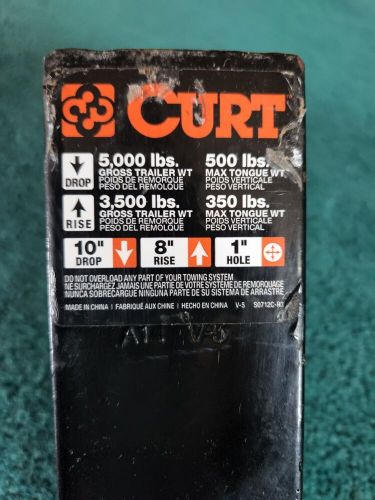 CURT
DROP 5,000 lbs. 500 lbs.
GROSS TRAILER WT MAX TONGUE WT
POIDS DE REMORQUE POIDS VERTICALE
PESO DEL REMOLQUE PESO VERTICAL
RISE 3,500 lbs. 350 lbs.
GROSS TRAILER WT MAX TONGUE WT
POIDS DE REMORQUE POIDS VERTICALE
PESO DEL REMOLQUE PESO VERTICAL
10" DROP 8" RISE 1" HOLE
DO NOT OVERLOAD ANY PART OF YOUR TOWING SYSTEM
NE SURCHARGEZ JAMAIS UNE PARTIE DE VOTRE SYSTÈME DE REMORQUAGE
NUNCA SOBRECARGUE NINGUNA PARTE DE SU SISTEMA DE ARRASTRE
MADE IN CHINA | FABRIQUÉ AUX CHINE | HECHO EN CHINA V-5